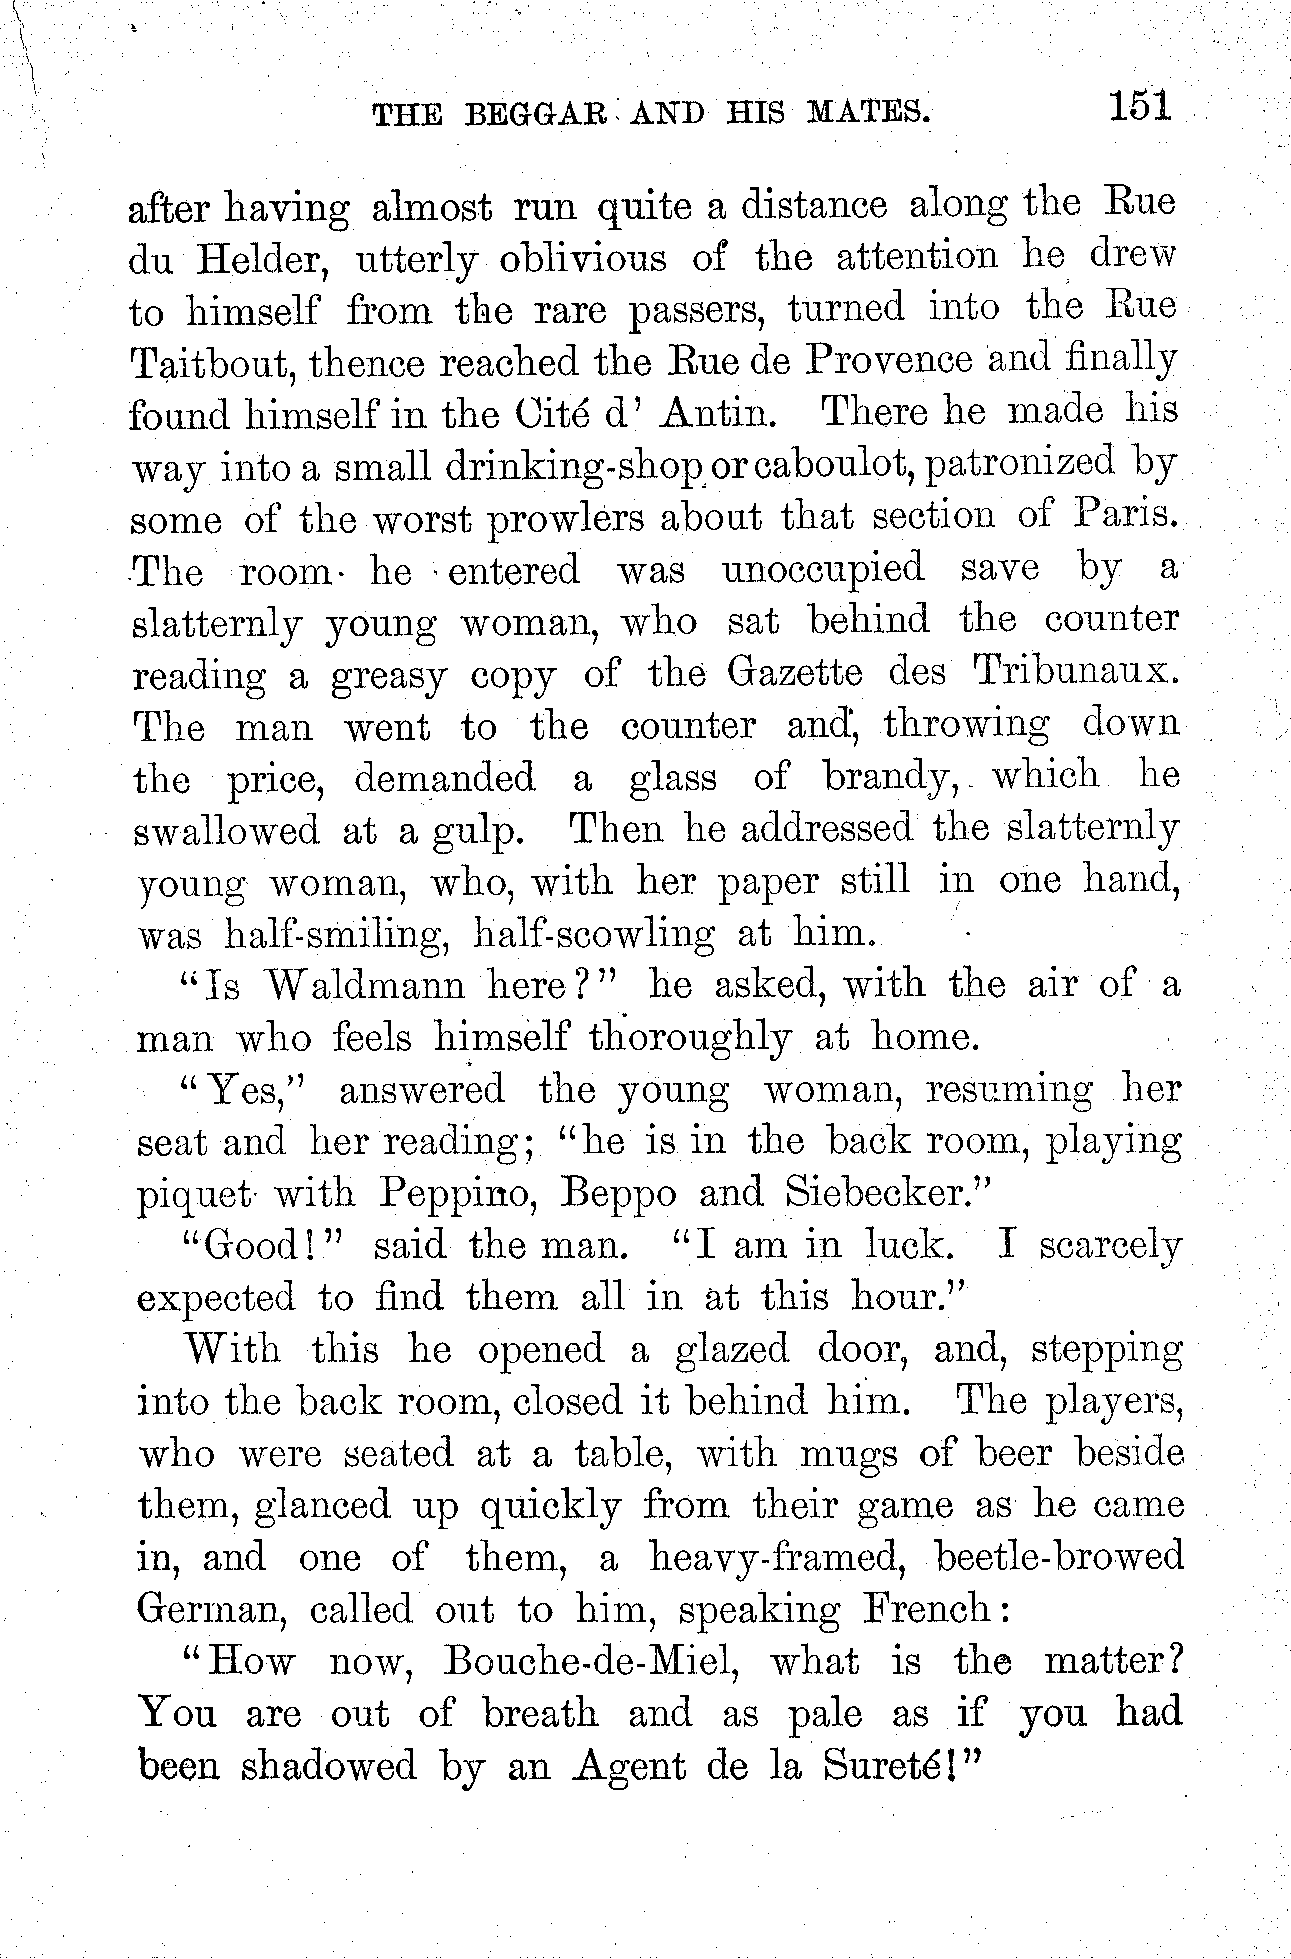 THE BEGGAR AND HIS MATES. 151
after having almost run quite a distance along the Rue
du Helder, utterly oblivious of the attention he drew
to himself from the rare passers, turned into the Rue
Taitbout, thence reached the Rue de Provence and finally
found himself in the Cité d' Antin. There he made his
way into a small drinking-shop or caboulot, patronized by
some of the worst prowlers about that section of Paris.
The room he entered was unoccupied save by a
slatternly young woman, who sat behind the counter
reading a greasy copy of the Gazette des Tribunaux.
The man went to the counter and, throwing down
the price, demanded a glass of brandy, which he
swallowed at a gulp. Then he addressed the slatternly
young woman, who, with her paper still in one hand,
was half-smiling, half-scowling at him.
"Is Waldmann here?" he asked, with the air of a
man who feels himself thoroughly at home.
"Yes," answered the young woman, resuming her
seat and her reading; "he is in the back room, playing
piquet with Peppino, Beppo and Siebecker."
"Good!" said the man. "I am in luck. I scarcely
expected to find them all in at this hour."
With this he opened a glazed door, and, stepping
into the back room, closed it behind him. The players,
who were seated at a table, with mugs of beer beside
them, glanced up quickly from their game as he came
in, and one of them, a heavy-framed, beetle-browed
German, called out to him, speaking French:
"How now, Bouche-de-Miel, what is the matter?
You are out of breath and as pale as if you had
been shadowed by an Agent de la Sureté!"